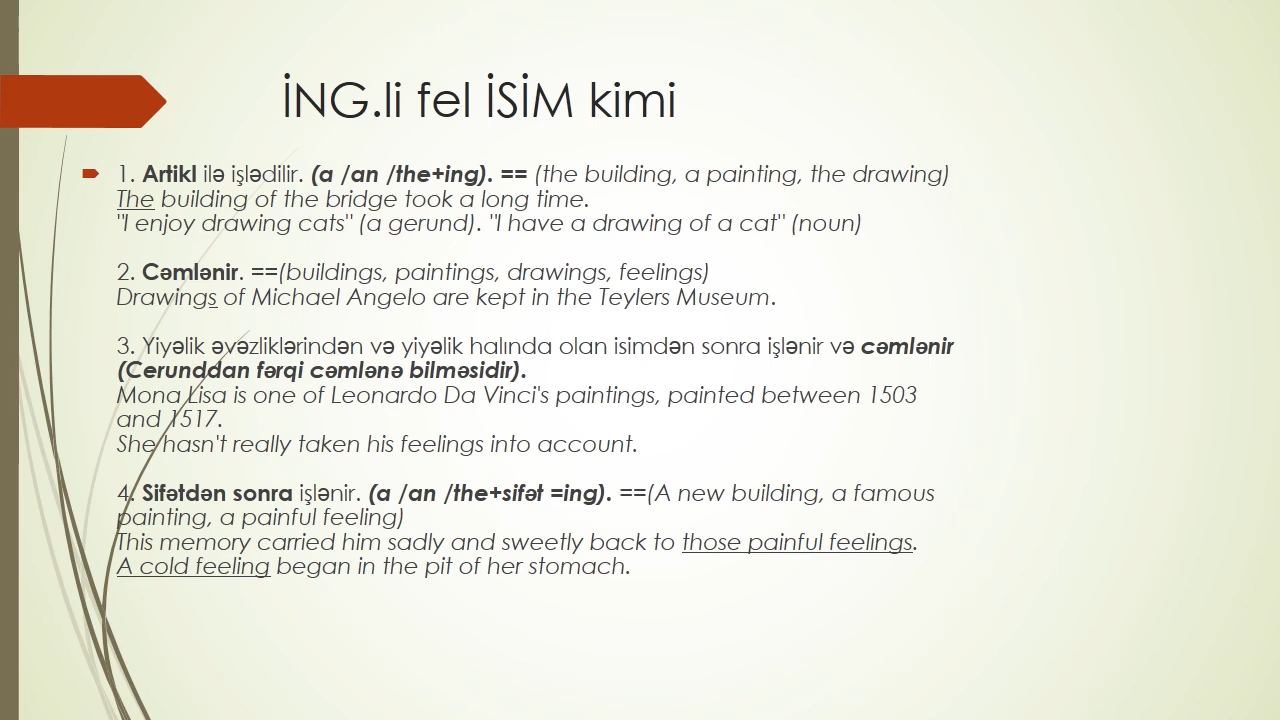 İNG.li fel İSİM kimi
1. Artikl ilə işlədilir. (a /an /the+ing). == (the building, a painting, the drawing)
The building of the bridge took a long time.
"I enjoy drawing cats" (a gerund). "I have a drawing of a cat" (noun)
2. Cəmlənir. ==(buildings, paintings, drawings, feelings)
Drawings of Michael Angelo are kept in the Teylers Museum.
3. Yiyəlik əvəzliklərindən və yiyəlik halında olan isimdən sonra işlənir və cəmlənir
(Cerunddan fərqi cəmlənə bilməsidir).
Mona Lisa is one of Leonardo Da Vinci's paintings, painted between 1503
and 1517.
She hasn't really taken his feelings into account.
4. Sifətdən sonra işlənir. (a /an /the+sifət =ing). ==(A new building, a famous
painting, a painful feeling)
This memory carried him sadly and sweetly back to those painful feelings.
A cold feeling began in the pit of her stomach.